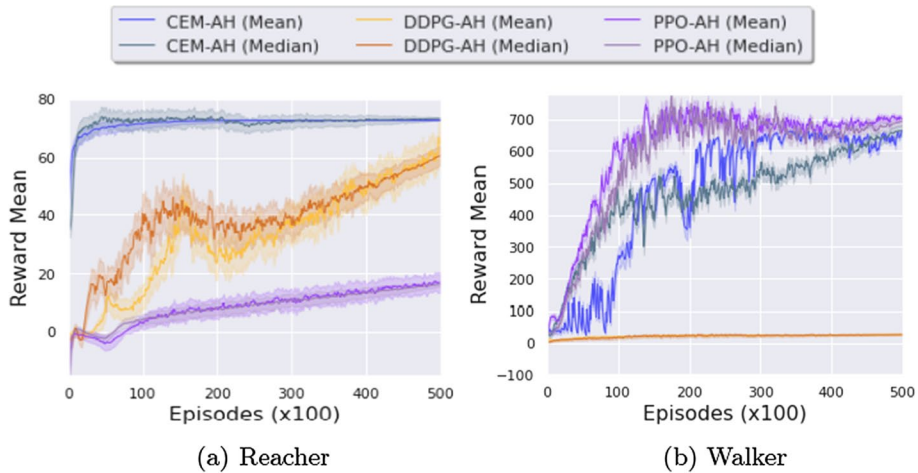 CEM-AH (Mean) DDPG-AH (Mean) PPO-AH (Mean)
CEM-AH (Median) DDPG-AH (Median) PPO-AH (Median)
80
60
40
20
0
Reward Mean
0 100 200 300 400 500
Episodes (x100)
(a) Reacher
700
600
500
400
300
200
100
0
−100
Reward Mean
0 100 200 300 400 500
Episodes (x100)
(b) Walker